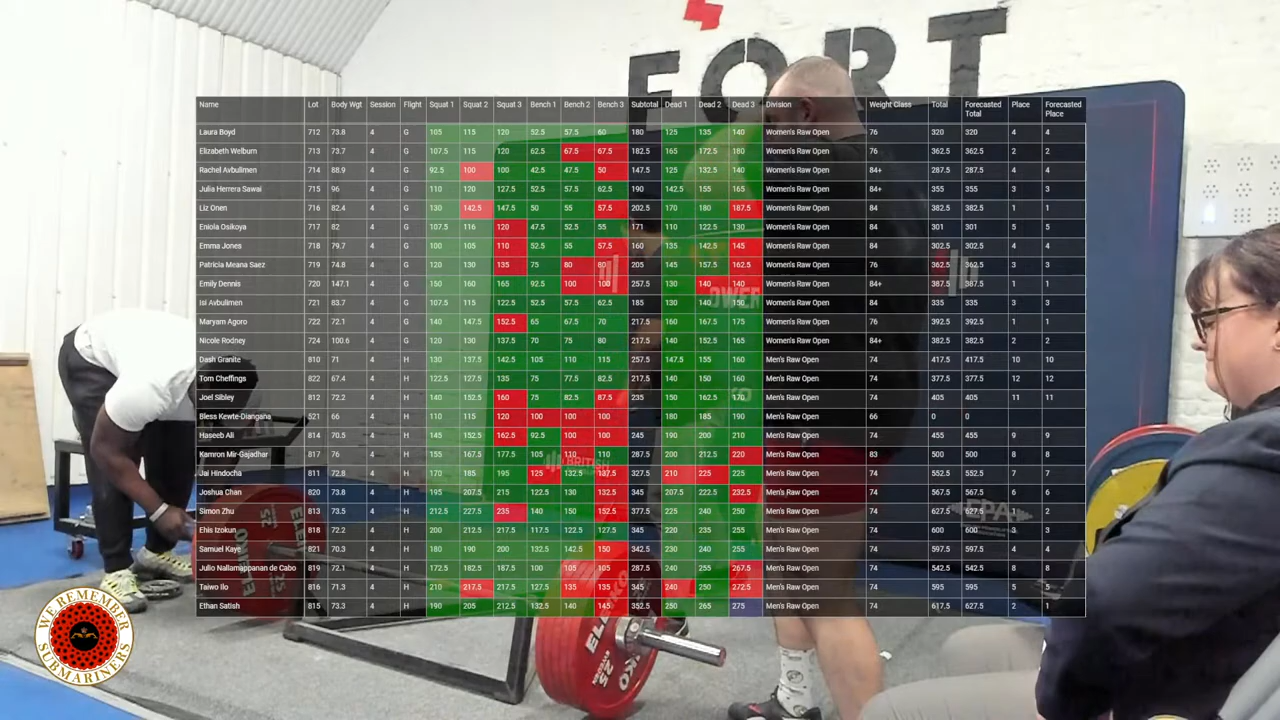 FORT
Name Lot Body Wgt Session Flight Squat 1 Squat 2 Squat 3 Bench 1 Bench 2 Bench 3 Subtotal Dead 1 Dead 2 Dead 3 Division Weight Class Total Forecasted Total Place Forecasted Place
Laura Boyd 712 73.8 4 G 105 115 120 52.5 57.5 60 180 125 135 140 Women's Raw Open 76 320 320 4 4
Elizabeth Welburn 713 73.7 4 G 107.5 115 120 62.5 67.5 67.5 182.5 165 172.5 180 Women's Raw Open 76 362.5 362.5 2 2
Rachel Avbulimen 714 88.9 4 G 92.5 100 100 42.5 47.5 50 147.5 125 132.5 140 Women's Raw Open 84+ 287.5 287.5 4 4
Julia Herrera Sawai 715 96 4 G 110 120 127.5 52.5 57.5 62.5 190 142.5 155 165 Women's Raw Open 84+ 355 355 3 3
Liz Onen 716 82.4 4 G 130 142.5 147.5 50 55 57.5 202.5 170 180 187.5 Women's Raw Open 84 382.5 382.5 1 1
Eniola Osikoya 717 82 4 G 107.5 116 120 47.5 52.5 55 171 110 122.5 130 Women's Raw Open 84 301 301 5 5
Emma Jones 718 79.7 4 G 100 105 110 52.5 55 57.5 160 135 142.5 145 Women's Raw Open 84 302.5 302.5 4 4
Patricia Meana Saez 719 74.8 4 G 120 130 135 75 80 80 205 145 157.5 162.5 Women's Raw Open 76 362.5 362.5 3
Emily Dennis 720 147.1 4 G 150 160 165 92.5 100 100 257.5 130 140 140 Women's Raw Open 84+ 387.5 387.5 1 1
Isi Avbulimen 721 83.7 4 G 107.5 115 122.5 52.5 57.5 62.5 185 130 140 150 Women's Raw Open 84 335 335 3 3
Maryam Agoro 722 72.1 4 G 140 147.5 152.5 65 67.5 70 217.5 160 167.5 175 Women's Raw Open 76 392.5 392.5 1 1
Nicole Rodney 724 100.6 4 G 120 130 137.5 70 75 80 217.5 140 152.5 165 Women's Raw Open 84+ 382.5 382.5 2 2
Dash Granite 810 71 4 H 130 137.5 142.5 105 110 115 257.5 147.5 155 160 Men's Raw Open 74 417.5 417.5 10 10
Tom Cheffings 822 67.4 4 H 122.5 127.5 135 75 77.5 82.5 217.5 140 150 160 Men's Raw Open 74 377.5 377.5 12 12
Joel Sibley 812 72.2 4 H 140 152.5 160 75 82.5 87.5 235 150 162.5 170 Men's Raw Open 74 405 405 11 11
Bless Kewte-Diangana 521 66 4 H 110 115 120 100 100 100 180 185 190 Men's Raw Open 66 0 0
Haseeb Ali 814 70.5 4 H 145 152.5 162.5 92.5 100 100 245 190 200 210 Men's Raw Open 74 455 455 9 9
Kamron Mir-Gajadhar 817 76 4 H 155 167.5 177.5 105 110 110 287.5 200 212.5 220 Men's Raw Open 83 500 500 8 8
Jai Hindocha 811 72.8 4 H 170 185 195 125 132.5 137.5 327.5 210 225 225 Men's Raw Open 74 552.5 552.5 7 7
Joshua Chan 820 73.8 4 H 195 207.5 215 122.5 130 132.5 345 207.5 222.5 232.5 Men's Raw Open 74 567.5 567.5 6 6
Simon Zhu 813 73.5 4 H 212.5 227.5 235 140 150 152.5 377.5 225 240 250 Men's Raw Open 74 627.5 627.5 1 2
Ehis Izokun 818 72.2 4 H 200 212.5 217.5 117.5 122.5 127.5 345 220 235 255 Men's Raw Open 74 600 600 3 3
Samuel Kaye 821 70.3 4 H 180 190 200 132.5 142.5 150 342.5 230 240 255 Men's Raw Open 74 597.5 597.5 4 4
Julio Nallamappanan de Cabo 819 72.1 4 H 172.5 182.5 187.5 100 105 105 287.5 240 255 267.5 Men's Raw Open 74 542.5 542.5 8 8
Taiwo Ilo 816 71.3 4 H 210 217.5 217.5 127.5 135 135 345 240 250 272.5 Men's Raw Open 74 595 595 5 5
Ethan Satish 815 73.3 4 H 190 205 212.5 132.5 140 145 352.5 250 265 275 Men's Raw Open 74 617.5 627.5 2 1
BRITISH
EPA
ELEIKO
25
ELEIKO
25
WE REMEMBER
SUBMARINERS